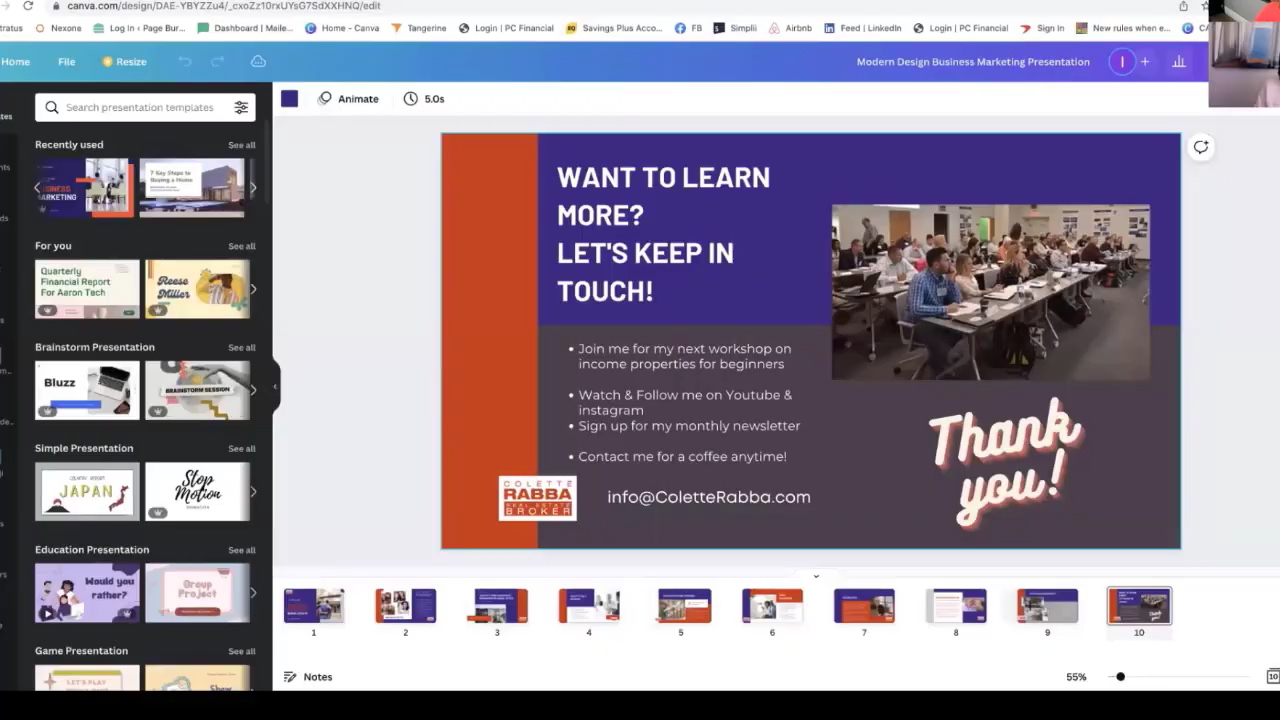 canva.com/design/DAE-YBYZZu4/_cxoZz10rxUYsG7SdXXHNQ/edit
Nexone
Log In ‹ Page Bur...
Dashboard | Maile...
Home - Canva
Tangerine
Login | PC Financial
Savings Plus Acco...
FB
Simplii
Airbnb
Feed | LinkedIn
Login | PC Financial
Sign In
New rules when e...
Home
File
Resize
Modern Design Business Marketing Presentation
I
+
Search presentation templates
Animate
5.0s
Recently used
See all
MARKETING
7 Key Steps to
Buying a Home
For you
See all
Quarterly
Financial Report
For Aaron Tech
Reese
Miller
Brainstorm Presentation
See all
Bluzz
BRAINSTORM SESSION
Simple Presentation
See all
JAPAN
Stop
Motion
Education Presentation
See all
Would you
rather?
Group
Project
Game Presentation
See all
LET'S PLAY
WANT TO LEARN
MORE?
LET'S KEEP IN
TOUCH!
• Join me for my next workshop on
income properties for beginners
• Watch & Follow me on Youtube &
instagram
• Sign up for my monthly newsletter
• Contact me for a coffee anytime!
COLETTE
RABBA
REAL ESTATE
BROKER
info@ColetteRabba.com
Thank
you!
1
2
3
4
5
6
7
8
9
10
Notes
55%
10